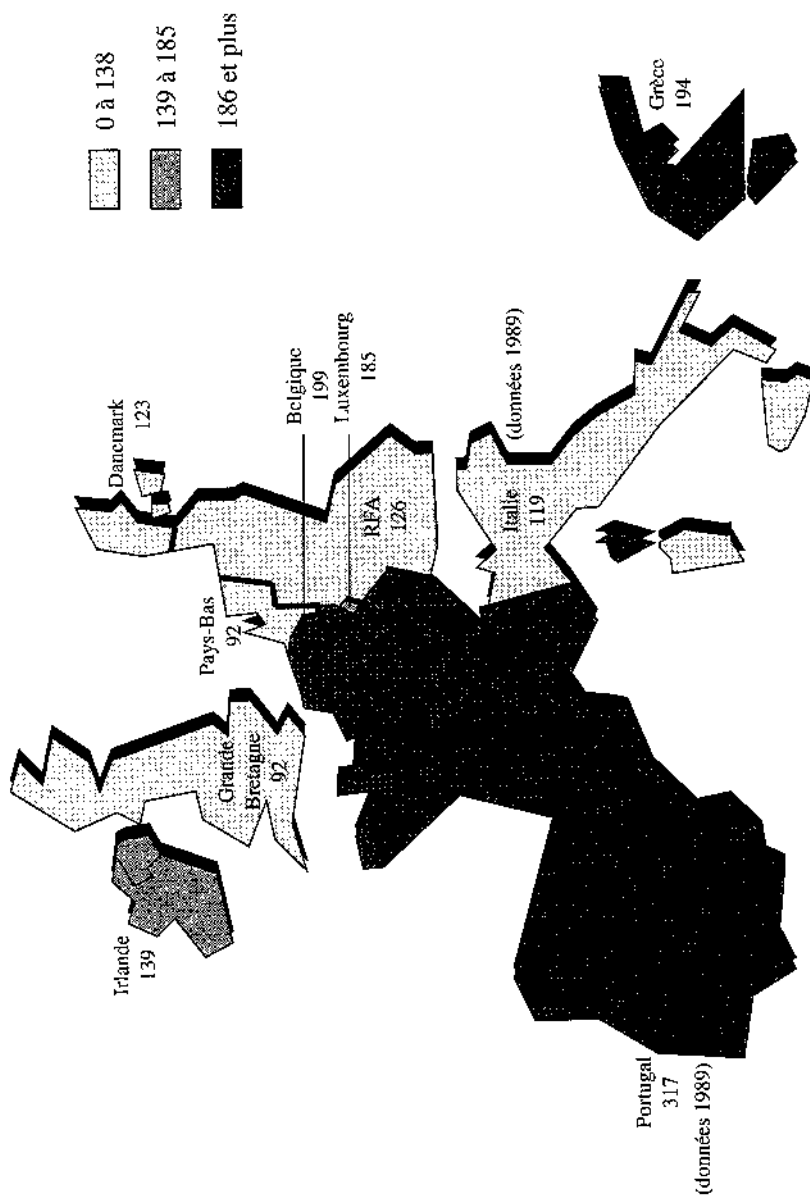 0 à 138
139 à 185
186 et plus
Danemark
123
Irlande
139
Grande
Bretagne
92
Pays-Bas
92
Belgique
199
Luxembourg
185
RFA
126
Italie
119
(données 1989)
Portugal
317
(données 1989)
Grèce
194